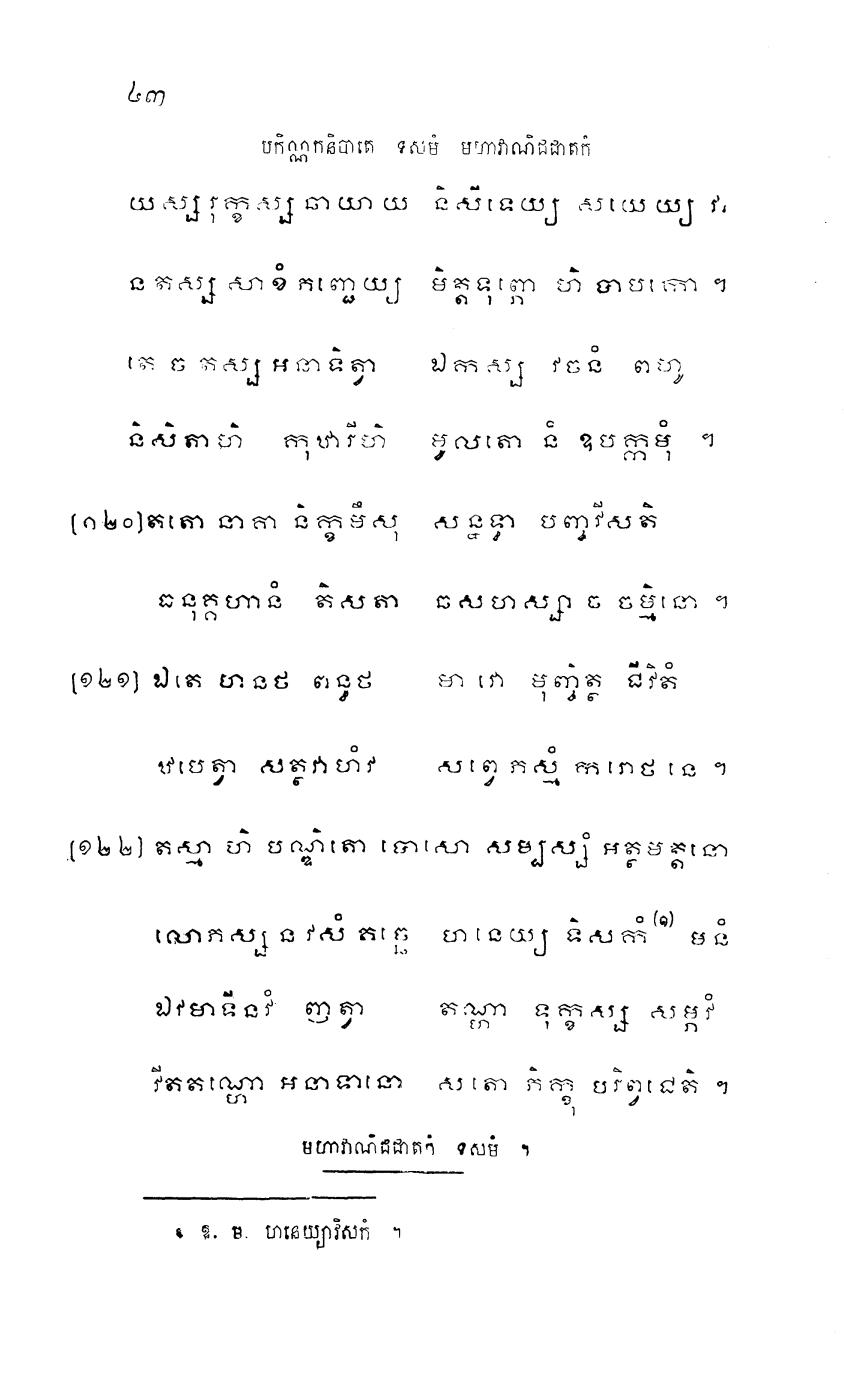 ៤៣
បកិណ្ណកនិបាតេ ទសមំ មហាវាណិជជាតកំ
យស្ស រុក្ខស្ស ឆាយាយ និសីទេយ្យ សយេយ្យ វា
ន តស្ស សាខំ ភញ្ជេយ្យ មិត្តទុព្ភោ ហិ បាបកោ ។
តេ ច តស្ស អនាទិត្វា ឯកស្ស វចនំ ពហូ
និសិតាហិ កុឋារីហិ មូលតោ នំ ឧបក្កមុំ ។
[១២០] តតោ នាគា និក្ខមឹសុ សន្នទ្ធា បញ្ចវីសតិ
ធនុគ្គហានំ តិសតា ឆសហស្សា ច ចម្មិនោ ។
[១២១] ឯតេ ហនថ ពន្ធថ មា វោ មុញ្ចិត្ថ ជីវិតំ
ឋបេត្វា សត្ថវាហំវ សព្វេ ភស្មំ ករោថ នេ ។
[១២២] តស្មា ហិ បណ្ឌិតោ បោសោ សម្បស្សំ អត្ថមត្តនោ
លោភស្ស ន វសំ គច្ឆេ ហនេយ្យ ទិសកំ(១) មនំ
ឯវមាទីនវំ ញត្វា តណ្ហា ទុក្ខស្ស សម្ភវំ
វីតតណ្ហោ អនាទានោ សតោ ភិក្ខុ បរិព្វជេតិ ។
មហាវាណិជជាតកំ ទសមំ ។
១ ឱ. ម. ហនេយ្យារិសកំ ។